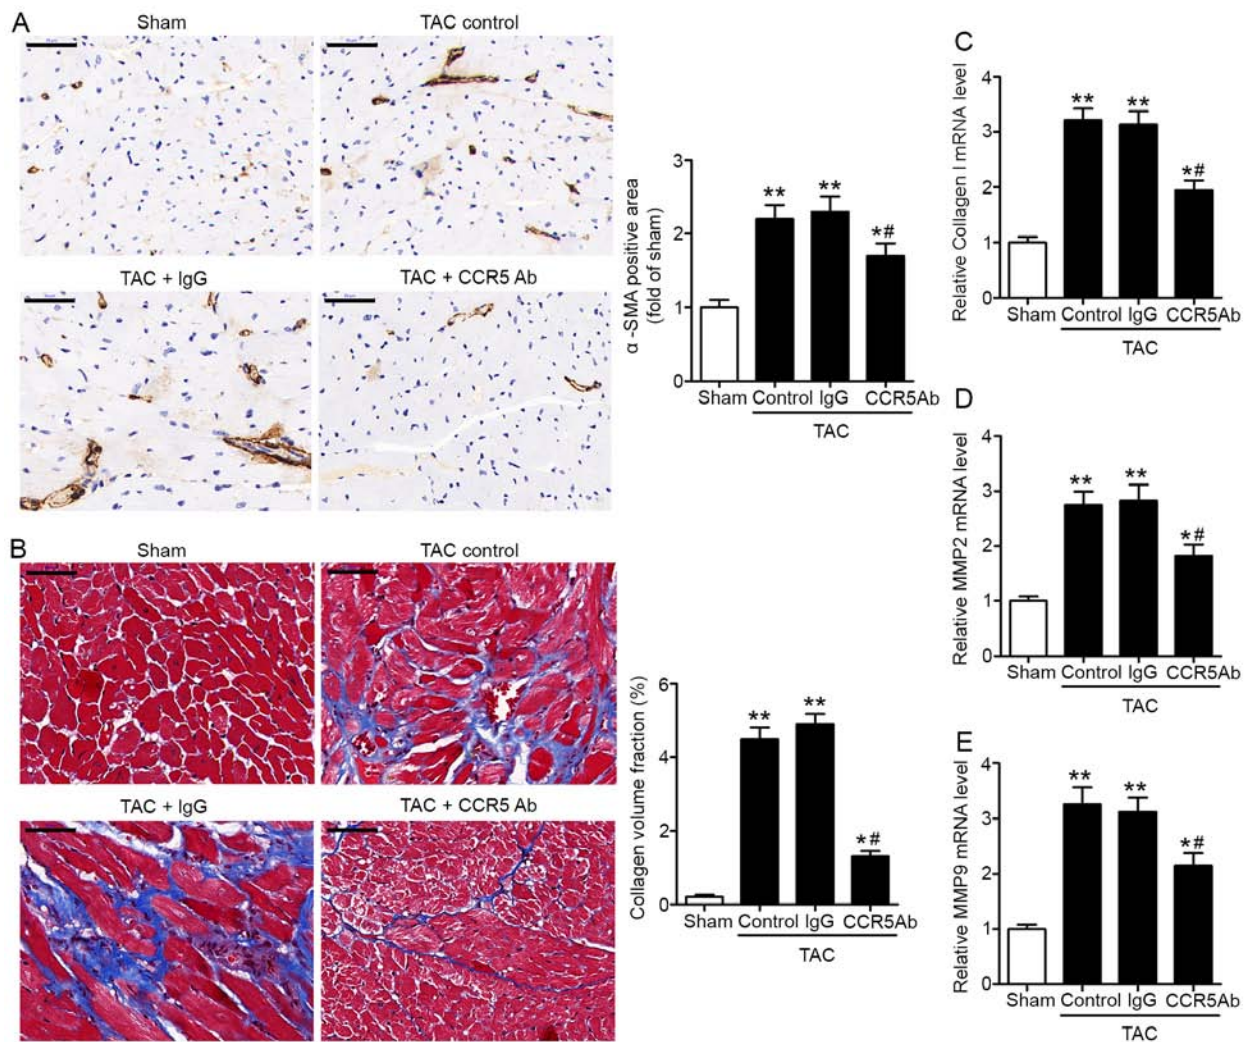 A
Sham
TAC control
TAC + IgG
TAC + CCR5 Ab
α -SMA positive area
(fold of sham)
3
2
1
0
Sham
Control
IgG
CCR5Ab
TAC
B
Sham
TAC control
TAC + IgG
TAC + CCR5 Ab
Collagen volume fraction (%)
6
4
2
0
Sham
Control
IgG
CCR5Ab
TAC
**
**
*#
**
**
*#
C
Relative Collagen I mRNA level
4
3
2
1
0
**
**
*#
Sham
Control
IgG
CCR5Ab
TAC
D
Relative MMP2 mRNA level
4
3
2
1
0
**
**
*#
Sham
Control
IgG
CCR5Ab
TAC
E
Relative MMP9 mRNA level
4
3
2
1
0
**
**
*#
Sham
Control
IgG
CCR5Ab
TAC